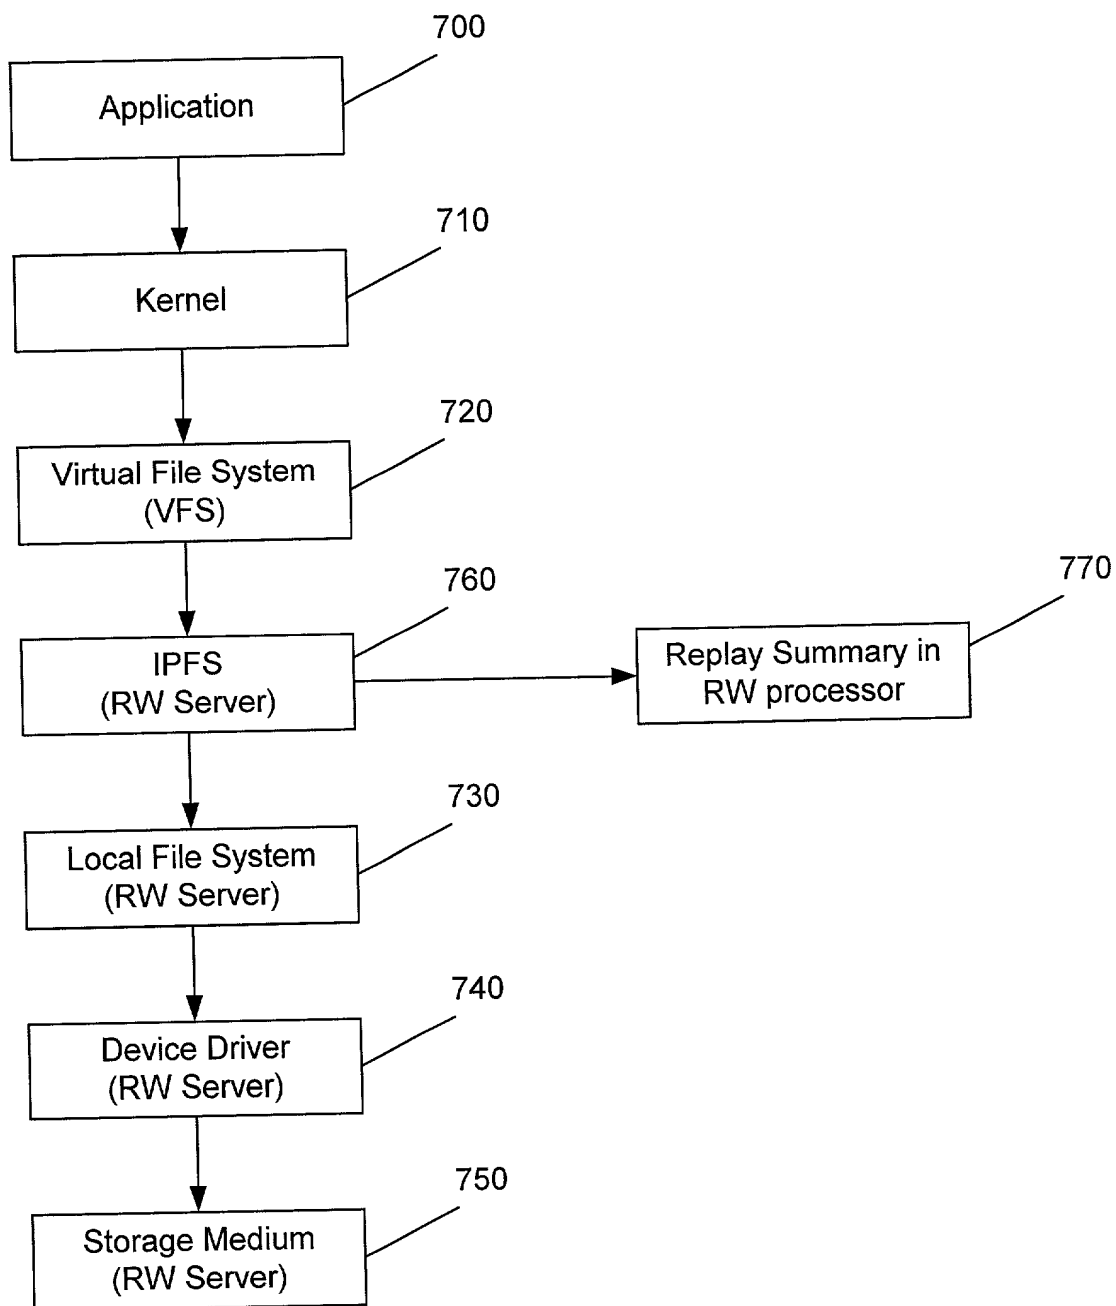 700
Application
710
Kernel
720
Virtual File System
(VFS)
760
770
IPFS
(RW Server)
Replay Summary in
RW processor
730
Local File System
(RW Server)
740
Device Driver
(RW Server)
750
Storage Medium
(RW Server)